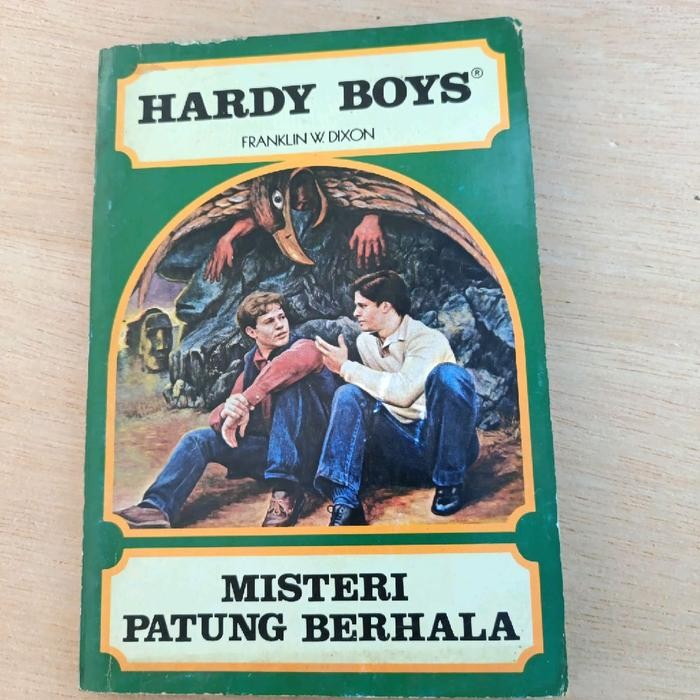 HARDY BOYS®
FRANKLIN W. DIXON
MISTERI
PATUNG BERHALA